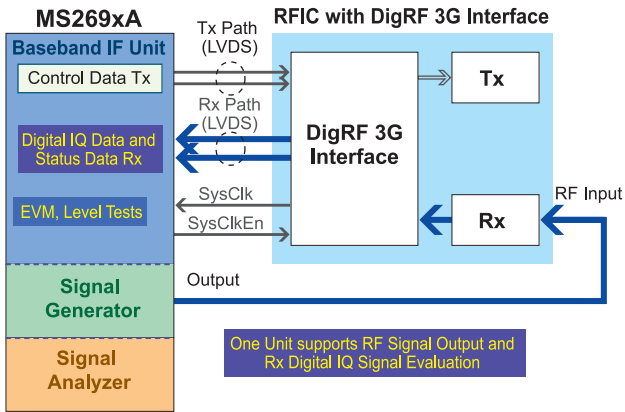 MS269xA
Baseband IF Unit
Control Data Tx
Digital IQ Data and
Status Data Rx
EVM, Level Tests
Signal
Generator
Signal
Analyzer
Tx Path
(LVDS)
Rx Path
(LVDS)
SysClk
SysClkEn
Output
RFIC with DigRF 3G Interface
DigRF 3G
Interface
Tx
Rx
RF Input
One Unit supports RF Signal Output and
Rx Digital IQ Signal Evaluation